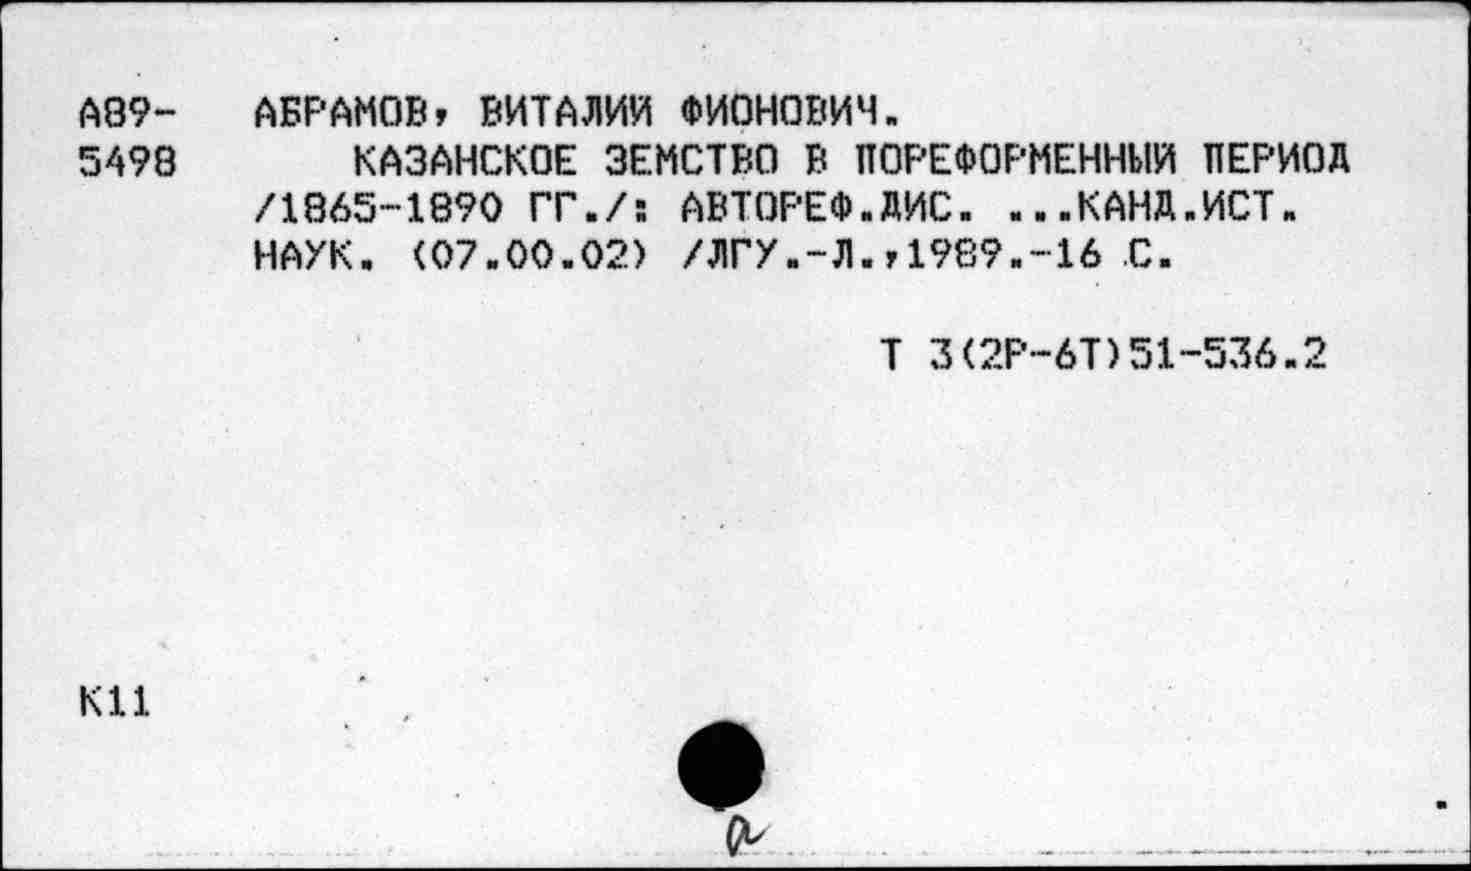 А89- АБРАМОВ, ВИТАЛИЙ ФИОНОВИЧ.
5498 КАЗАНСКОЕ ЗЕМСТВО В ПОРЕФОРМЕННЫЙ ПЕРИОД
/1865-1890 ГГ./: АВТОРЕФ.ДИС. ...КАНД.ИСТ.
НАУК. (07.00.02) /ЛГУ.-Л.,1989.-16 С.
Т 3(2Р-6Т)51-536.2
К11